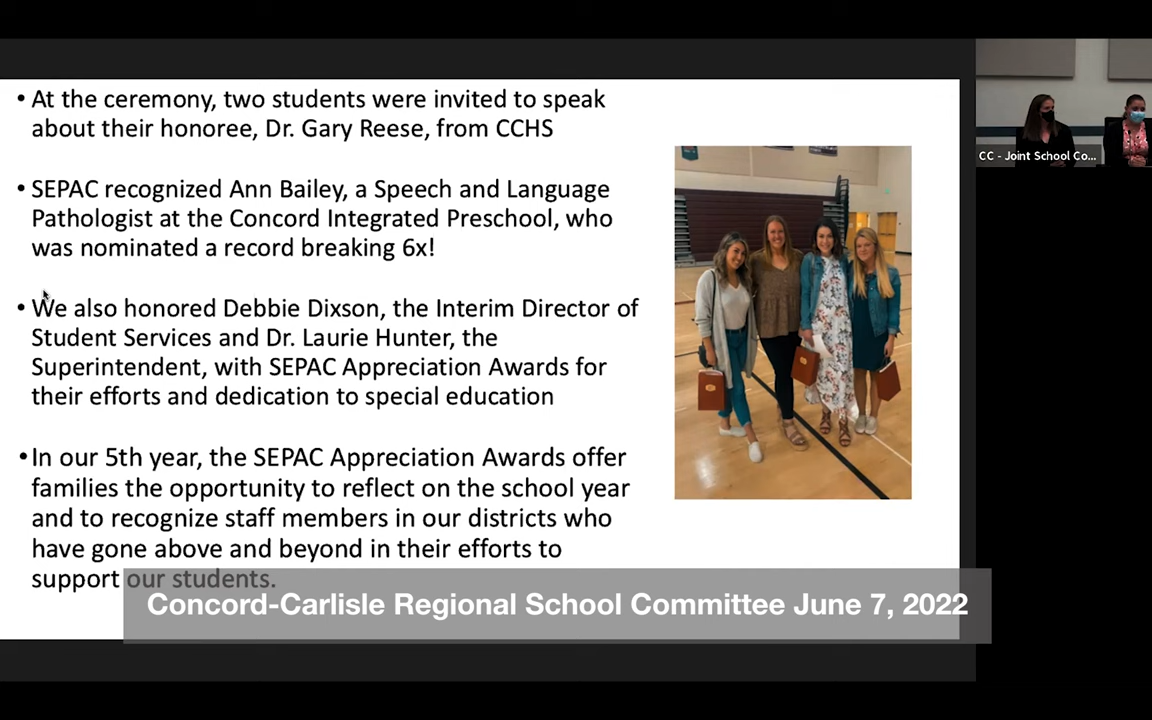 • At the ceremony, two students were invited to speak
about their honoree, Dr. Gary Reese, from CCHS
• SEPAC recognized Ann Bailey, a Speech and Language
Pathologist at the Concord Integrated Preschool, who
was nominated a record breaking 6x!
• We also honored Debbie Dixson, the Interim Director of
Student Services and Dr. Laurie Hunter, the
Superintendent, with SEPAC Appreciation Awards for
their efforts and dedication to special education
• In our 5th year, the SEPAC Appreciation Awards offer
families the opportunity to reflect on the school year
and to recognize staff members in our districts who
have gone above and beyond in their efforts to
support our students.
CC - Joint School Co...
Concord-Carlisle Regional School Committee June 7, 2022